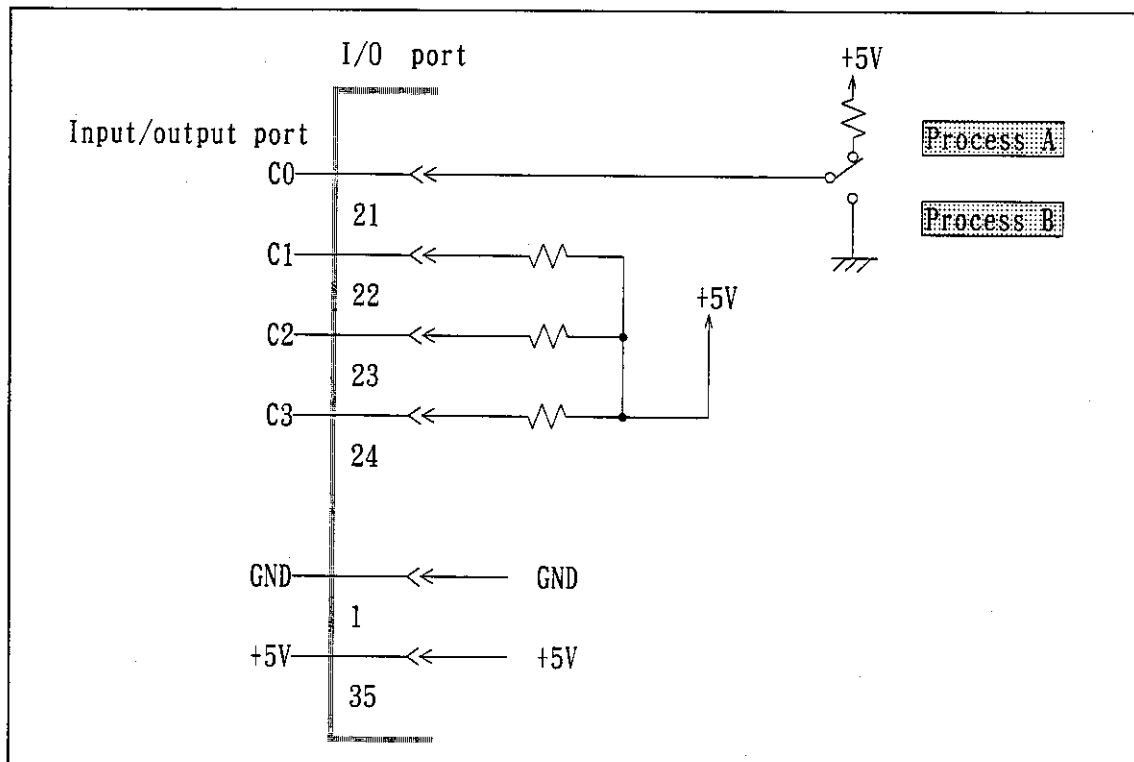 I/O port
+5V
Input/output port
Process A
C0
21
Process B
C1
22
+5V
C2
23
C3
24
GND
GND
1
+5V
+5V
35